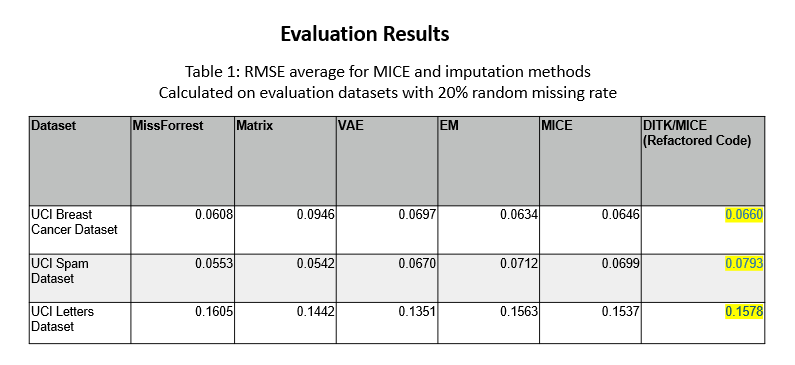 Evaluation Results
Table 1: RMSE average for MICE and imputation methods
Calculated on evaluation datasets with 20% random missing rate
Dataset MissForrest Matrix VAE EM MICE DITK/MICE
(Refactored Code)
UCI Breast 0.0608 0.0946 0.0697 0.0634 0.0646 0.0660
Cancer Dataset
UCI Spam 0.0553 0.0542 0.0670 0.0712 0.0699 0.0793
Dataset
UCI Letters 0.1605 0.1442 0.1351 0.1563 0.1537 0.1578
Dataset